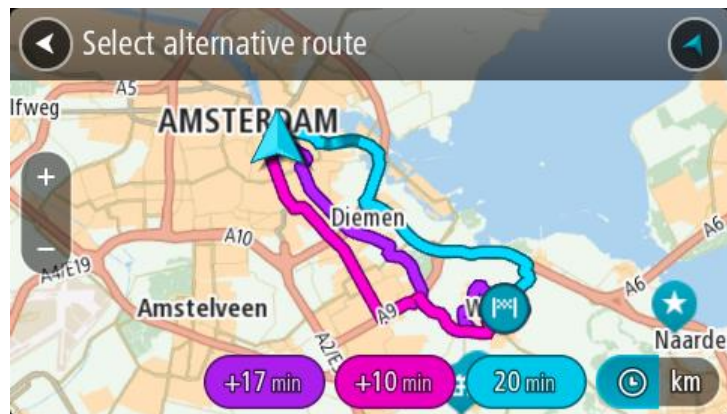 Select alternative route
A5
lfweg
AMSTERDAM
+
Diemen
A10
A6
–
A4/E19
A6
Amstelveen
A9
W
A2/E
Naarde
+17 min
+10 min
20 min
km